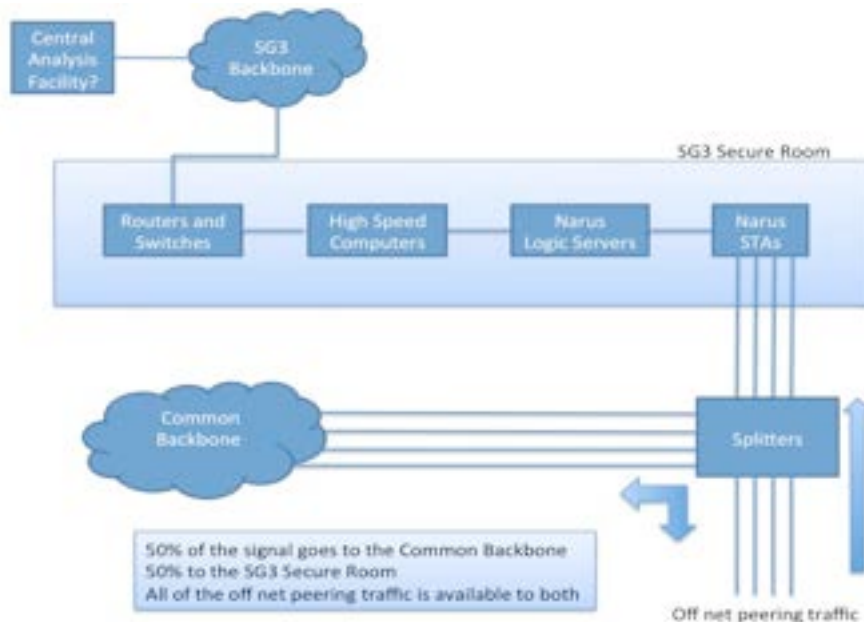 Central
Analysis
Facility?
SG3
Backbone
SG3 Secure Room
Routers and
Switches
High Speed
Computers
Narus
Logic Servers
Narus
STAs
Common
Backbone
Splitters
50% of the signal goes to the Common Backbone
50% to the SG3 Secure Room
All of the off net peering traffic is available to both
Off net peering traffic